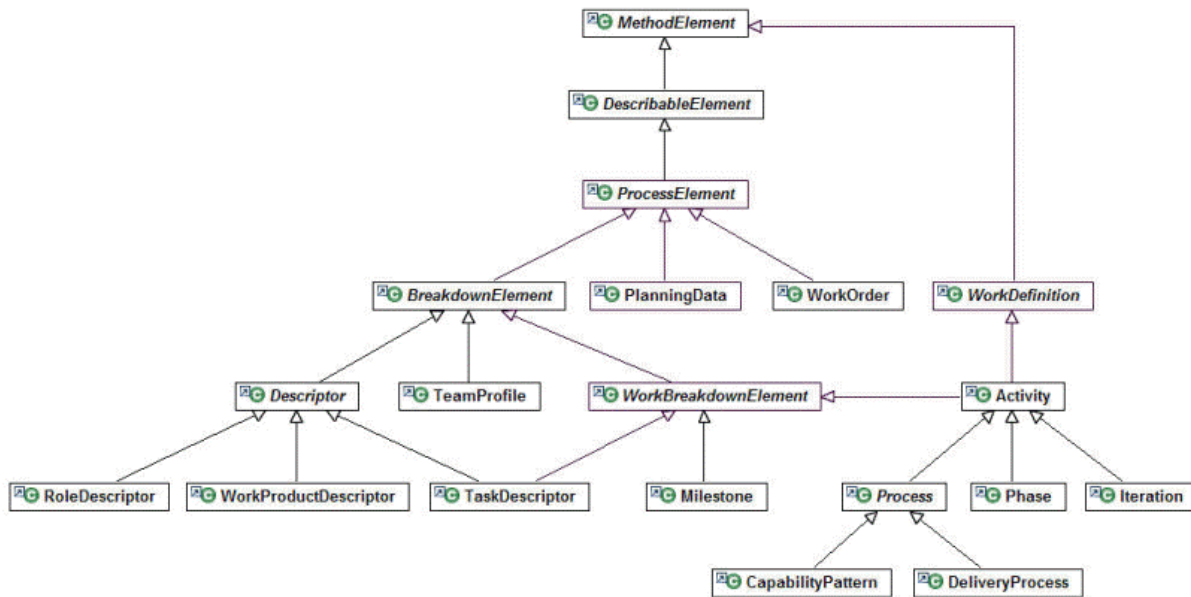 MethodElement
DescribableElement
ProcessElement
BreakdownElement
PlanningData
WorkOrder
WorkDefinition
Descriptor
TeamProfile
WorkBreakdownElement
Activity
RoleDescriptor
WorkProductDescriptor
TaskDescriptor
Milestone
Process
Phase
Iteration
CapabilityPattern
DeliveryProcess